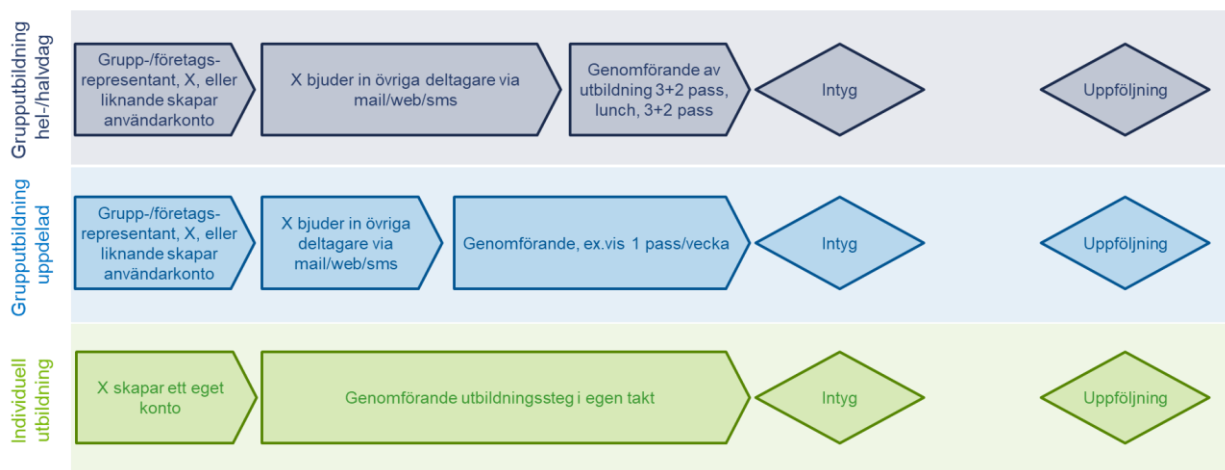 Grupputbildning
hel-/halvdag
Grupp-/företags-
representant, X, eller
liknande skapar
användarkonto
X bjuder in övriga deltagare via
mail/web/sms
Genomförande av
utbildning 3+2 pass,
lunch, 3+2 pass
Intyg
Uppföljning
Grupputbildning
uppdelad
Grupp-/företags-
representant, X, eller
liknande skapar
användarkonto
X bjuder in övriga
deltagare via
mail/web/sms
Genomförande, ex.vis 1 pass/vecka
Intyg
Uppföljning
Individuell
utbildning
X skapar ett eget
konto
Genomförande utbildningssteg i egen takt
Intyg
Uppföljning